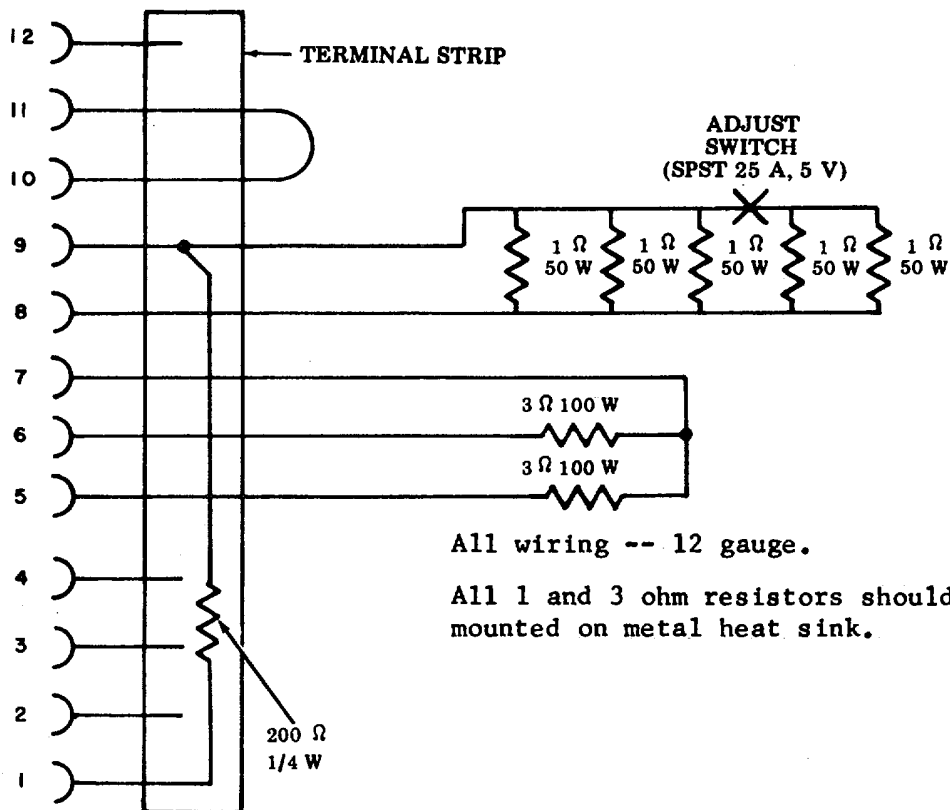 12
TERMINAL STRIP
11
10
ADJUST
SWITCH
(SPST 25 A, 5 V)
9
1 Ω
50 W
1 Ω
50 W
1 Ω
50 W
1 Ω
50 W
1 Ω
50 W
8
7
3 Ω 100 W
6
3 Ω 100 W
5
All wiring -- 12 gauge.
4
All 1 and 3 ohm resistors should
mounted on metal heat sink.
3
2
200 Ω
1/4 W
1